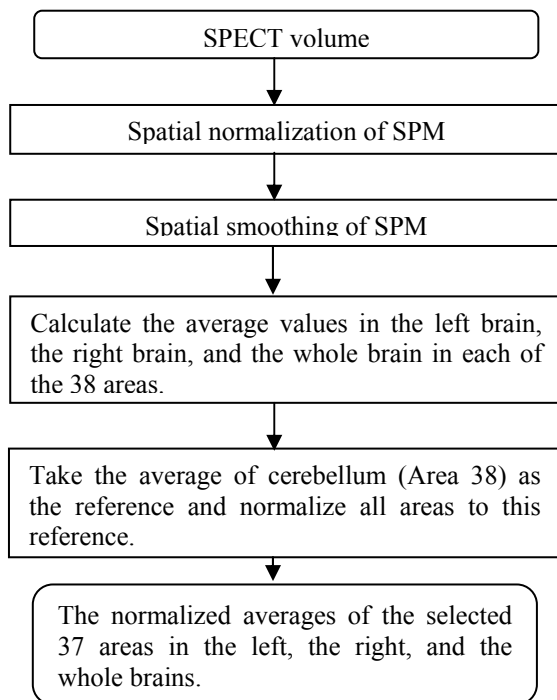 SPECT volume
Spatial normalization of SPM
Spatial smoothing of SPM
Calculate the average values in the left brain,
the right brain, and the whole brain in each of
the 38 areas.
Take the average of cerebellum (Area 38) as
the reference and normalize all areas to this
reference.
The normalized averages of the selected
37 areas in the left, the right, and the
whole brains.